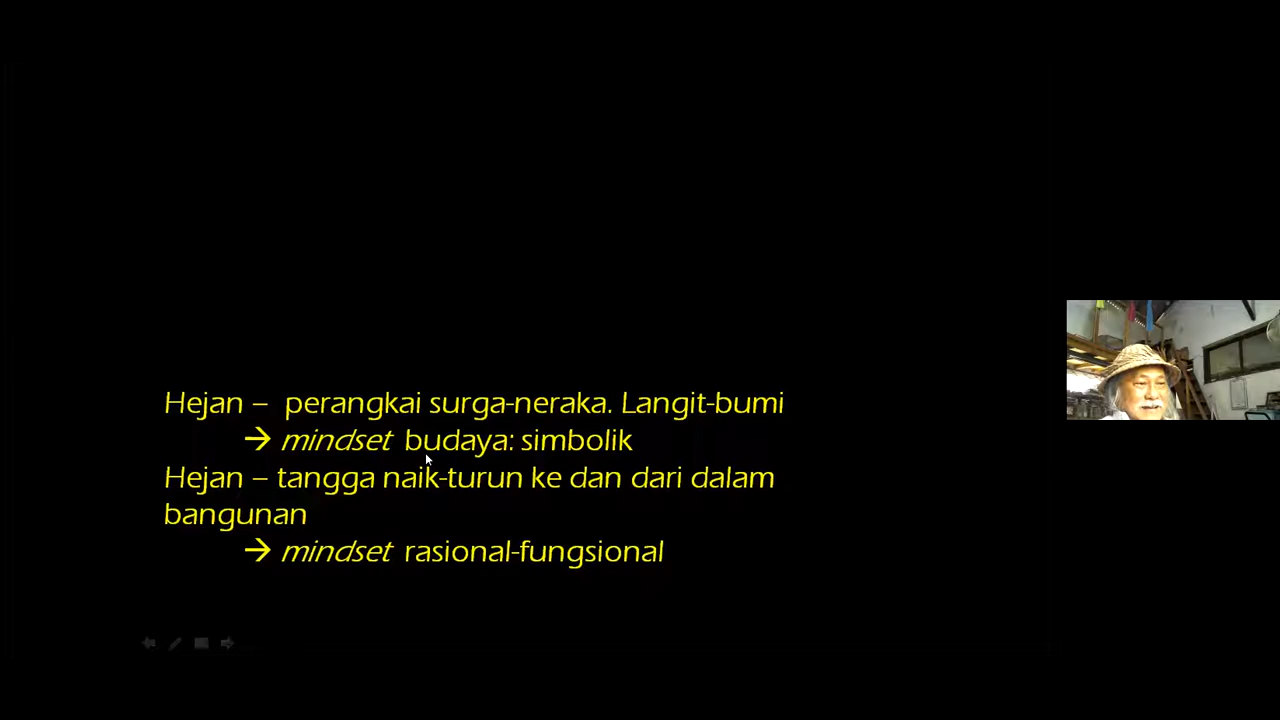 Hejan – perangkai surga-neraka. Langit-bumi
→ mindset budaya: simbolik
Hejan – tangga naik-turun ke dan dari dalam
bangunan
→ mindset rasional-fungsional